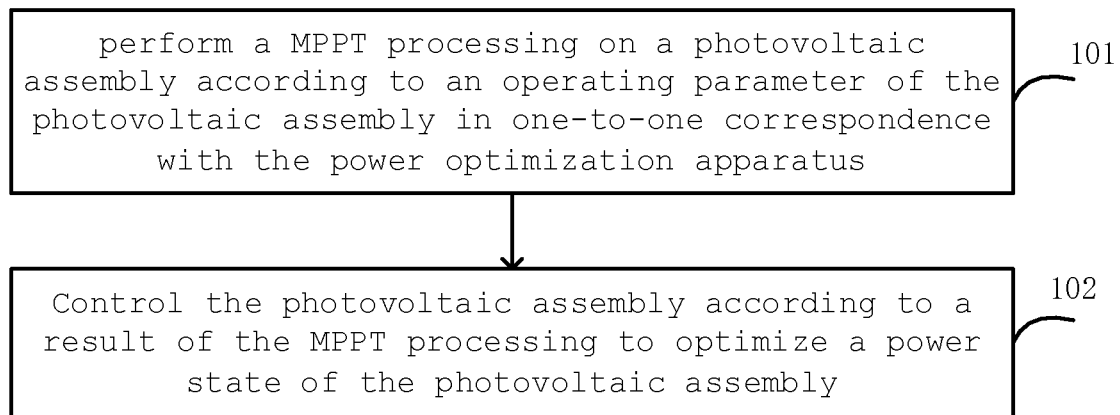 perform a MPPT processing on a photovoltaic
assembly according to an operating parameter of the
photovoltaic assembly in one-to-one correspondence
with the power optimization apparatus
101
Control the photovoltaic assembly according to a
result of the MPPT processing to optimize a power
state of the photovoltaic assembly
102